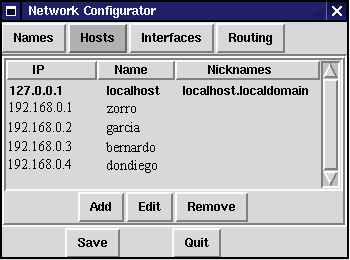 Network Configurator
Names Hosts Interfaces Routing
IP Name Nicknames
127.0.0.1 localhost localhost.localdomain
192.168.0.1 zorro
192.168.0.2 garcia
192.168.0.3 bernardo
192.168.0.4 dondiego
Add Edit Remove
Save Quit